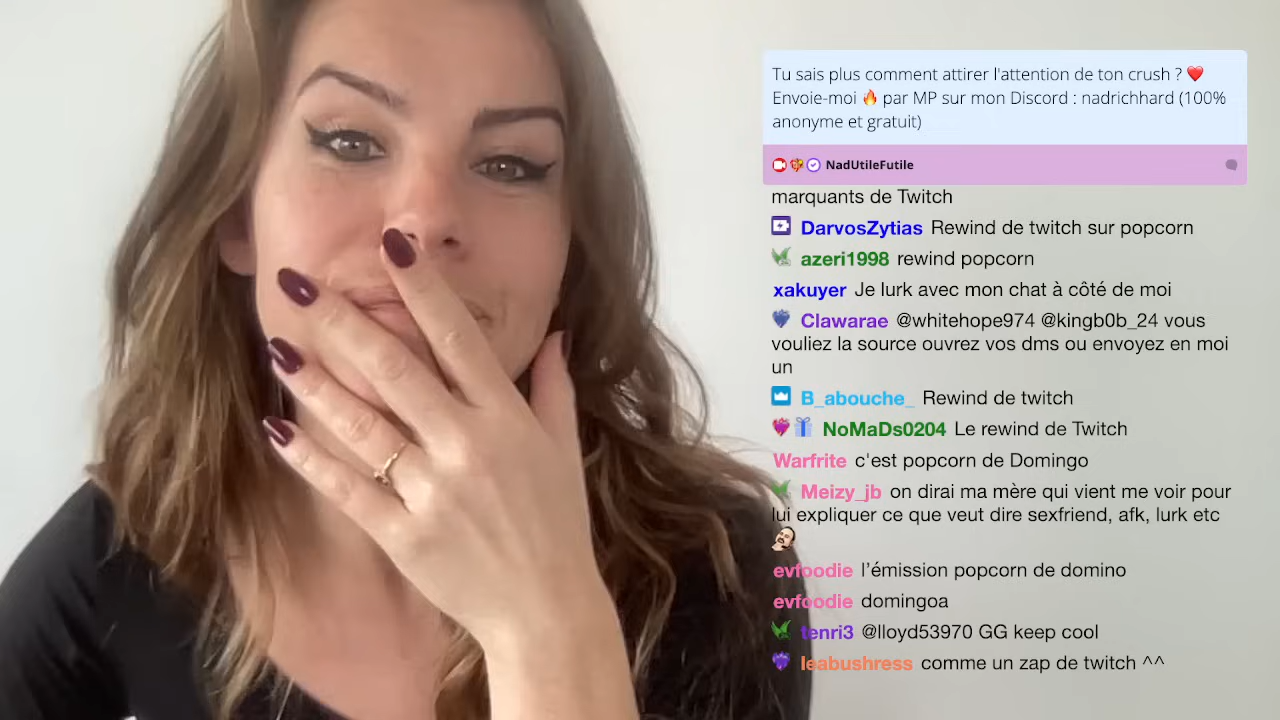 Tu sais plus comment attirer l'attention de ton crush ? ❤️
Envoie-moi 🔥 par MP sur mon Discord : nadrichhard (100%
anonyme et gratuit)
NadUtileFutile
marquants de Twitch
DarvosZytias Rewind de twitch sur popcorn
azeri1998 rewind popcorn
xakuyer Je lurk avec mon chat à côté de moi
Clawarae @whitehope974 @kingb0b_24 vous
vouliez la source ouvrez vos dms ou envoyez en moi
un
B_abouche_ Rewind de twitch
NoMaDs0204 Le rewind de Twitch
Warfrite c'est popcorn de Domingo
Meizy_jb on dirai ma mère qui vient me voir pour
lui expliquer ce que veut dire sexfriend, afk, lurk etc
evfoodie l’émission popcorn de domino
evfoodie domingoa
tenri3 @lloyd53970 GG keep cool
leabushress comme un zap de twitch ^^